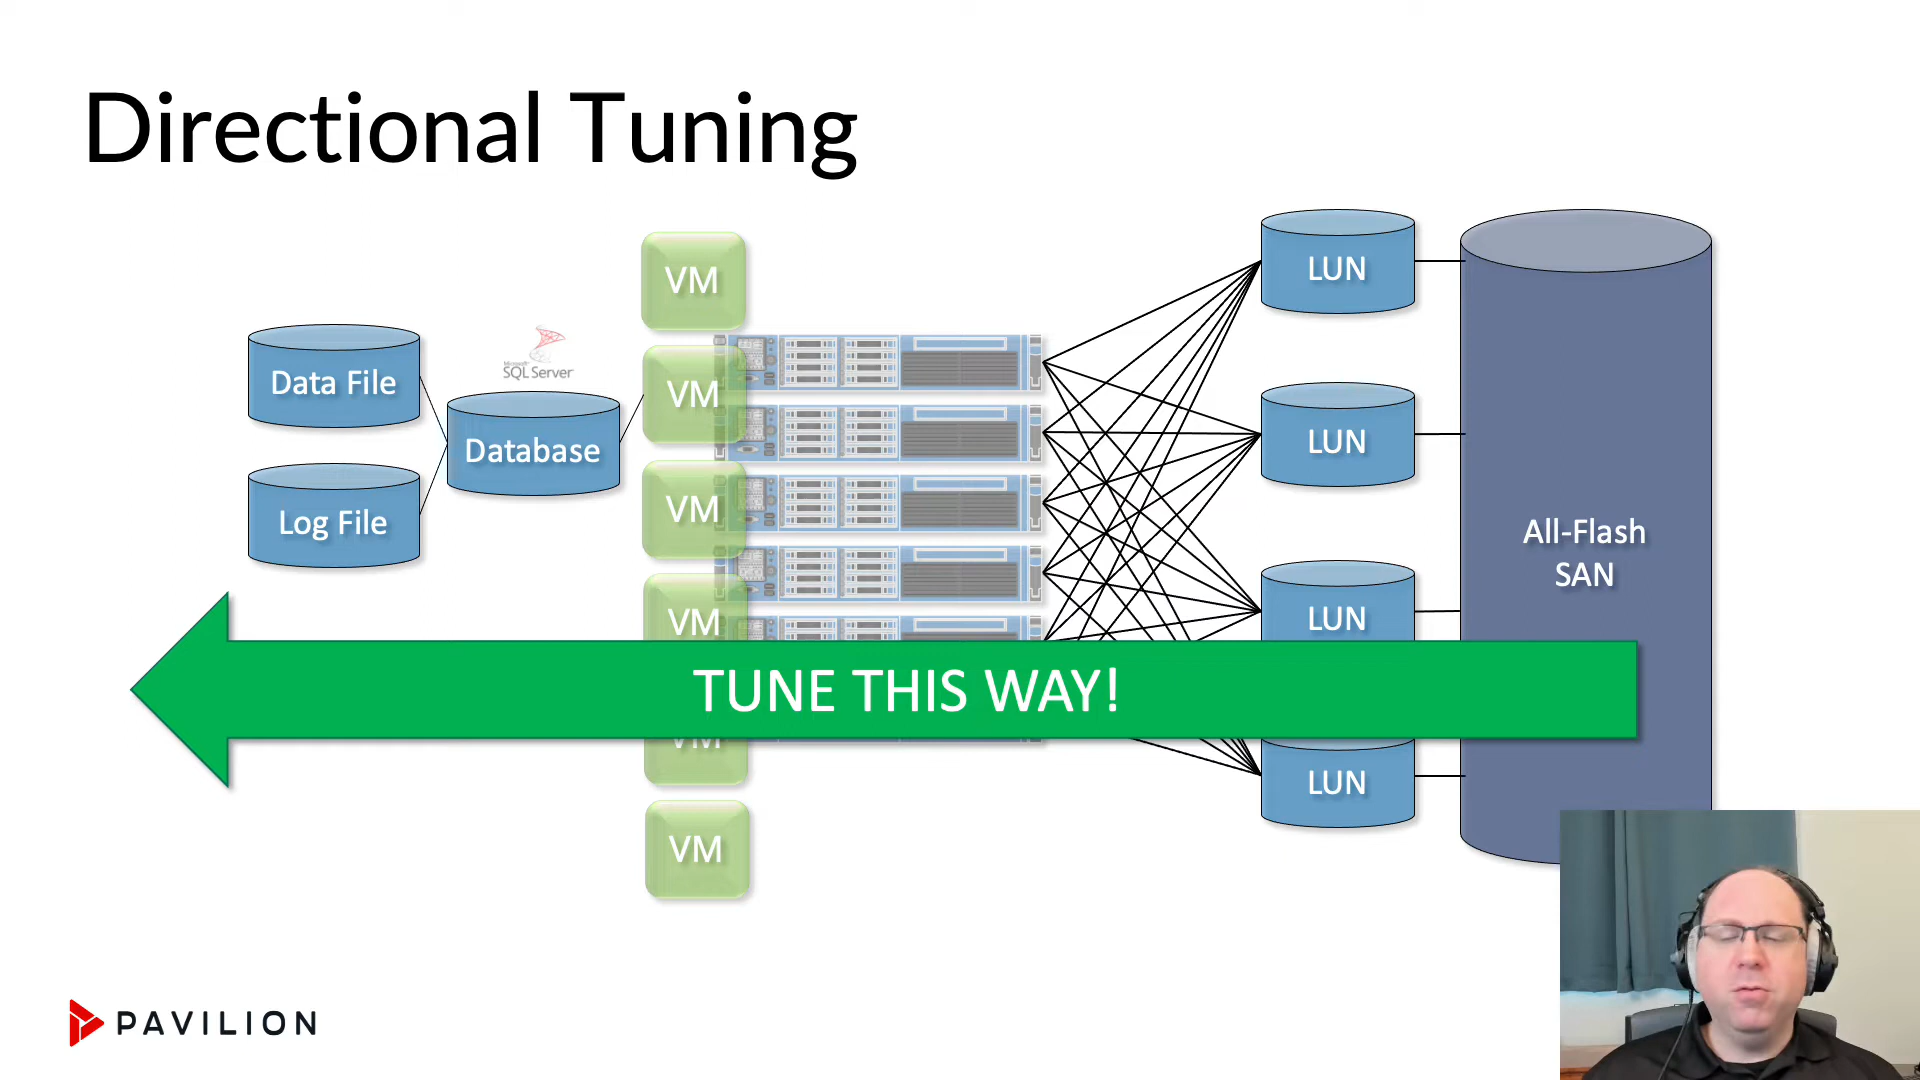 Directional Tuning
VM
LUN
Data File
Microsoft
SQL Server
VM
Database
LUN
Log File
VM
All-Flash
SAN
VM
LUN
TUNE THIS WAY!
VM
LUN
VM
PAVILION